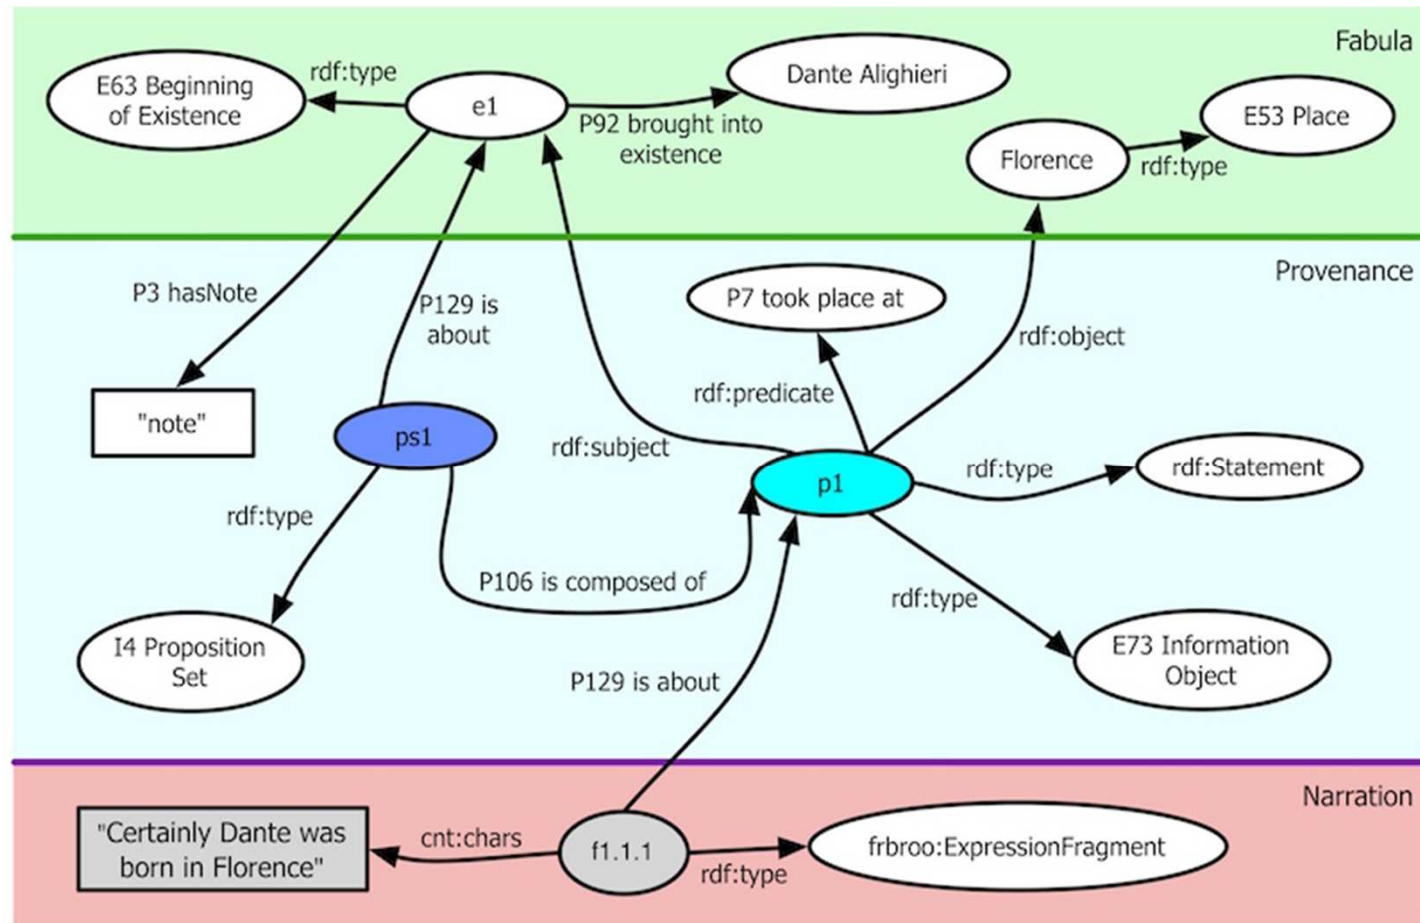 Fabula
E63 Beginning
of Existence
rdf:type
e1
P92 brought into
existence
Dante Alighieri
Florence
rdf:type
E53 Place
Provenance
P3 hasNote
P129 is
about
P7 took place at
rdf:object
rdf:predicate
"note"
ps1
rdf:subject
p1
rdf:type
rdf:Statement
rdf:type
P106 is composed of
rdf:type
I4 Proposition
Set
P129 is about
E73 Information
Object
Narration
"Certainly Dante was
born in Florence"
cnt:chars
f1.1.1
rdf:type
frbroo:ExpressionFragment